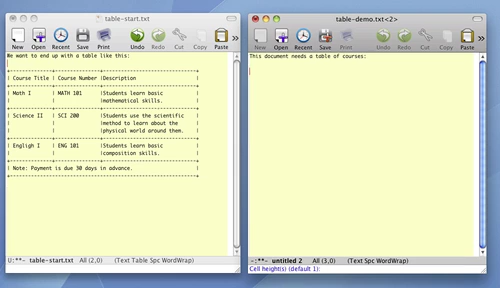 table-start.txt
New Open Recent Save Print Undo Redo Cut Copy Paste »
We want to end up with a table like this:
| Course Title | Course Number |Description |
| Math I | MATH 101 |Students learn basic |
| | |mathematical skills. |
| Science II | SCI 200 |Students use the scientific |
| | |method to learn about the |
| | |physical world around them. |
| Engligh I | ENG 101 |Students learn basic |
| | |composition skills. |
| Note: Payment is due 30 days in advance. |
U:**- table-start.txt All (2,0) (Text Table Spc WordWrap)
table-demo.txt<2>
New Open Recent Save Print Undo Redo Cut Copy Paste »
This document needs a table of courses:
-:**- untitled 2 All (3,0) (Text Spc WordWrap)
Cell height(s) (default 1):